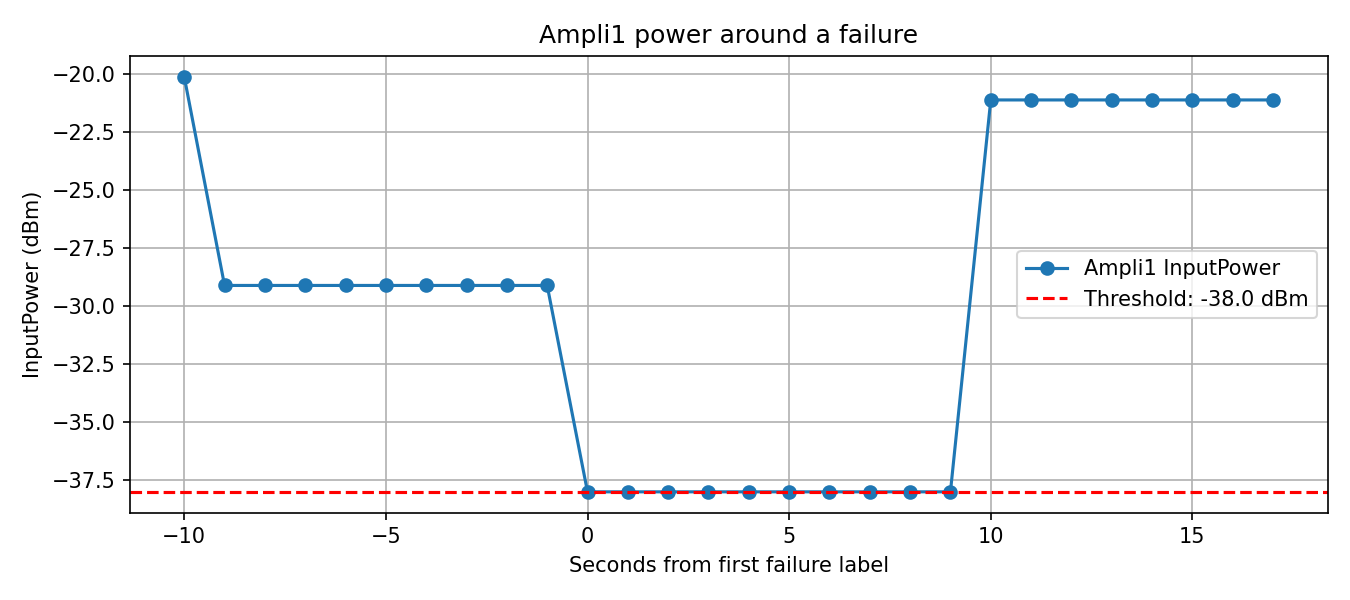 Ampli1 power around a failure
InputPower (dBm)
−20.0
−22.5
−25.0
−27.5
−30.0
−32.5
−35.0
−37.5
Ampli1 InputPower
Threshold: -38.0 dBm
−10
−5
0
5
10
15
Seconds from first failure label